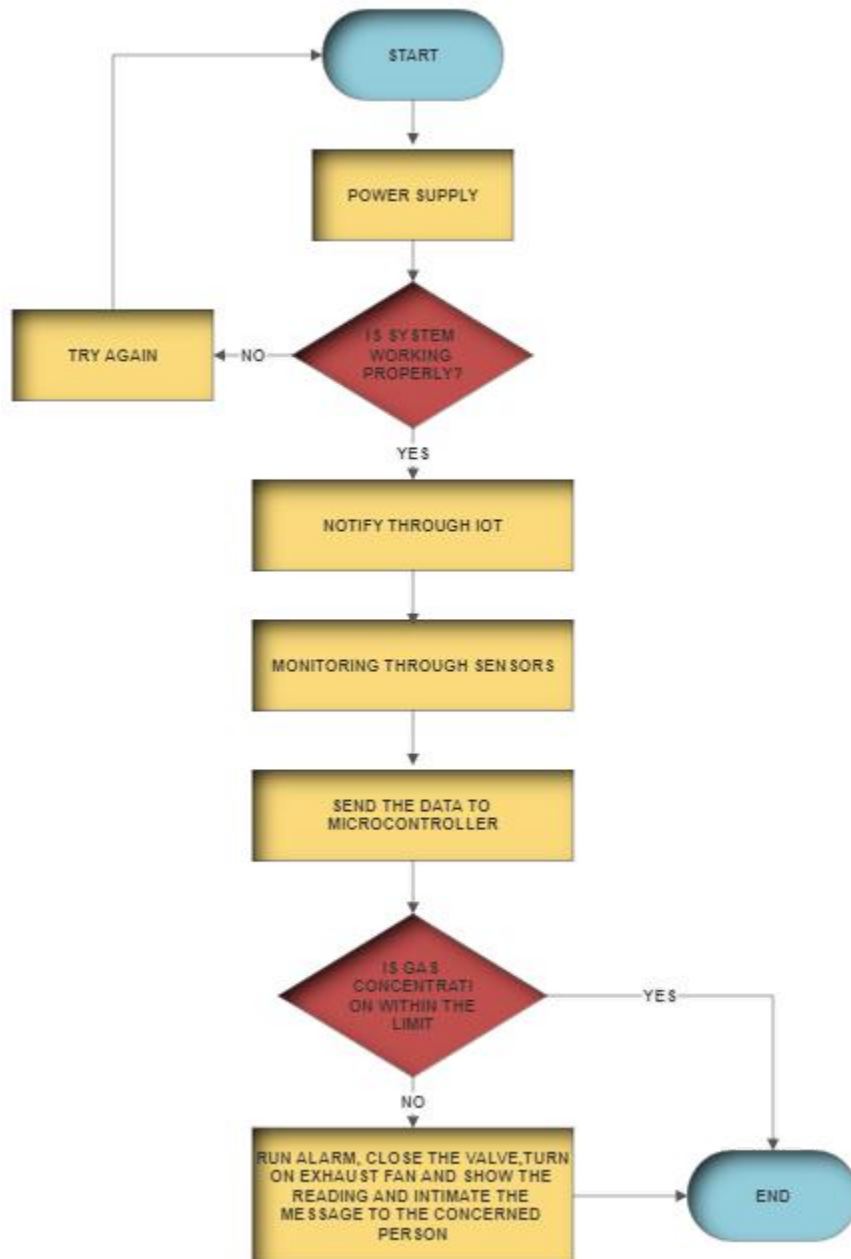 START
POWER SUPPLY
IS SYSTEM
WORKING
PROPERLY?
NO
TRY AGAIN
YES
NOTIFY THROUGH IOT
MONITORING THROUGH SENSORS
SEND THE DATA TO
MICROCONTROLLER
IS GAS
CONCENTRATI
ON WITHIN THE
LIMIT
YES
NO
RUN ALARM, CLOSE THE VALVE,TURN
ON EXHAUST FAN AND SHOW THE
READING AND INTIMATE THE
MESSAGE TO THE CONCERNED
PERSON
END